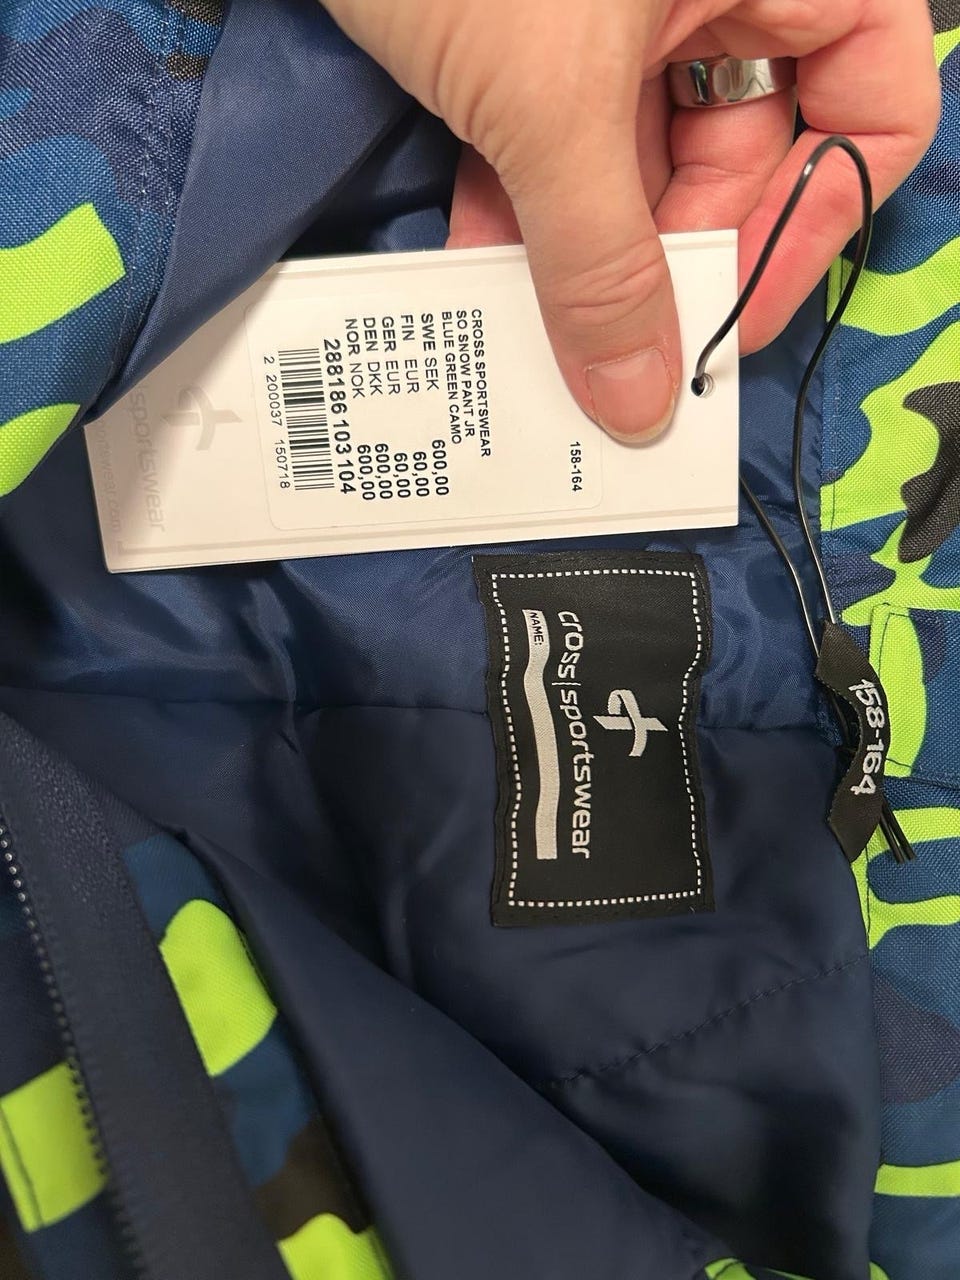 158-164
CROSS SPORTSWEAR
SO SNOW PANT JR
BLUE GREEN CAMO
SWE SEK 600,00
FIN EUR 60,00
GER EUR 60,00
DEN DKK 600,00
NOR NOK 600,00
288186 103 104
2 200037 150718
sportswear
cross|sportswear
NAME:
158-164